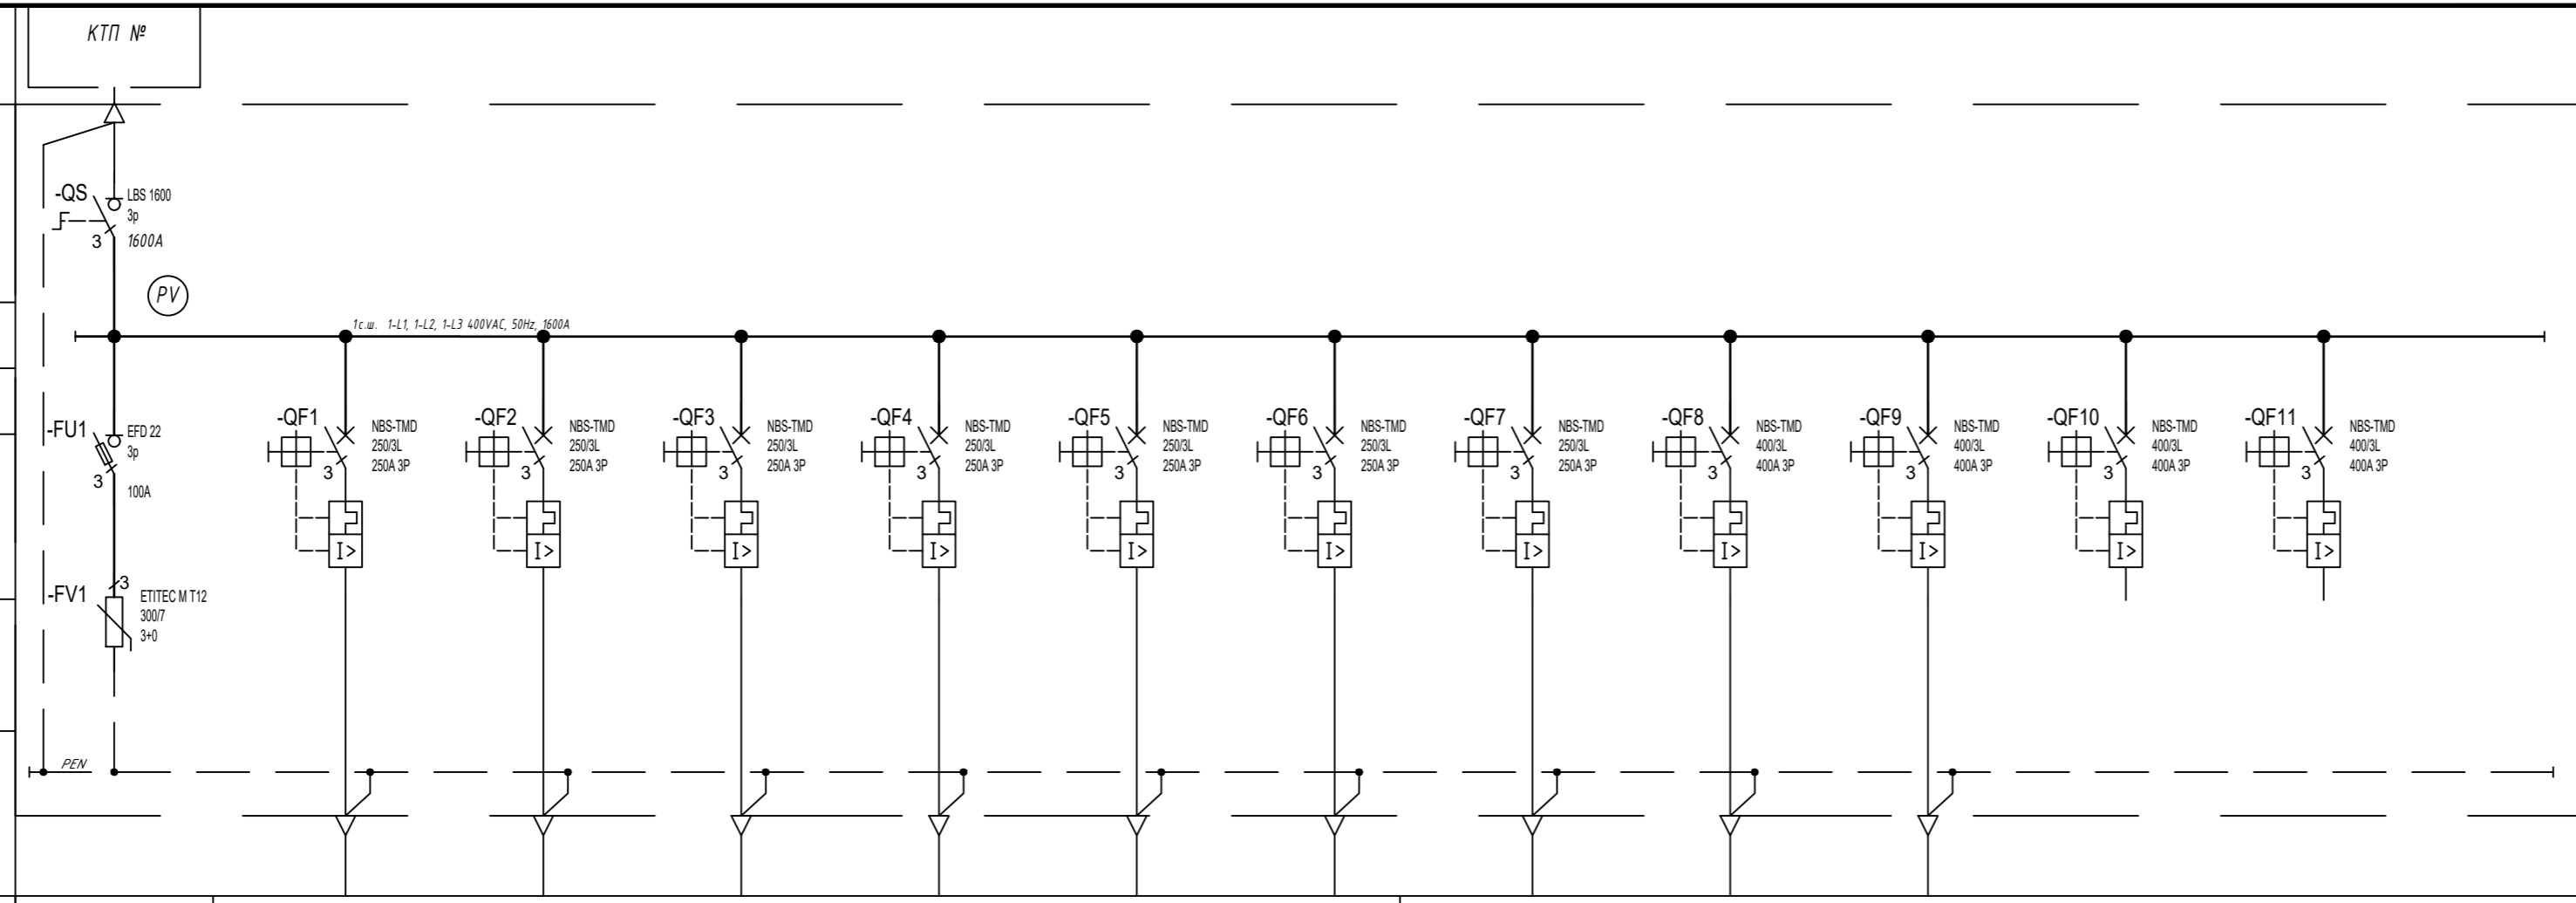 КТП №
-QS
LBS 1600
3p
3
1600A
PV
1с.ш. 1-L1, 1-L2, 1-L3 400VAC, 50Hz, 1600A
-FU1
EFD 22
3p
3
100A
-FV1
3
ETITEC M T12
300/7
3+0
-QF1
NBS-TMD
250/3L
250A 3P
3
I>
-QF2
NBS-TMD
250/3L
250A 3P
3
I>
-QF3
NBS-TMD
250/3L
250A 3P
3
I>
-QF4
NBS-TMD
250/3L
250A 3P
3
I>
-QF5
NBS-TMD
250/3L
250A 3P
3
I>
-QF6
NBS-TMD
250/3L
250A 3P
3
I>
-QF7
NBS-TMD
250/3L
250A 3P
3
I>
-QF8
NBS-TMD
400/3L
400A 3P
3
I>
-QF9
NBS-TMD
400/3L
400A 3P
3
I>
-QF10
NBS-TMD
400/3L
400A 3P
3
I>
-QF11
NBS-TMD
400/3L
400A 3P
3
I>
PEN